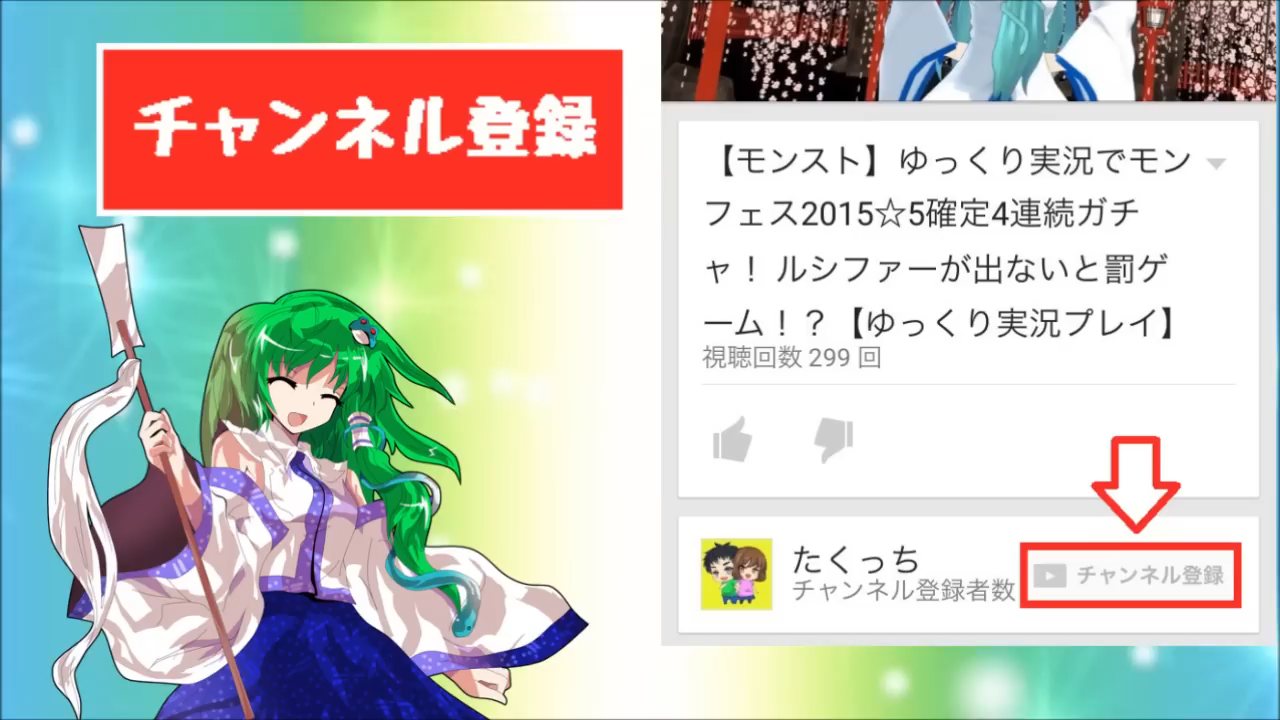 チャンネル登録
【モンスト】ゆっくり実況でモン
フェス2015☆5確定4連続ガチ
ャ！ ルシファーが出ないと罰ゲ
ーム！？【ゆっくり実況プレイ】
視聴回数 299 回
たくっち
チャンネル登録者数
チャンネル登録